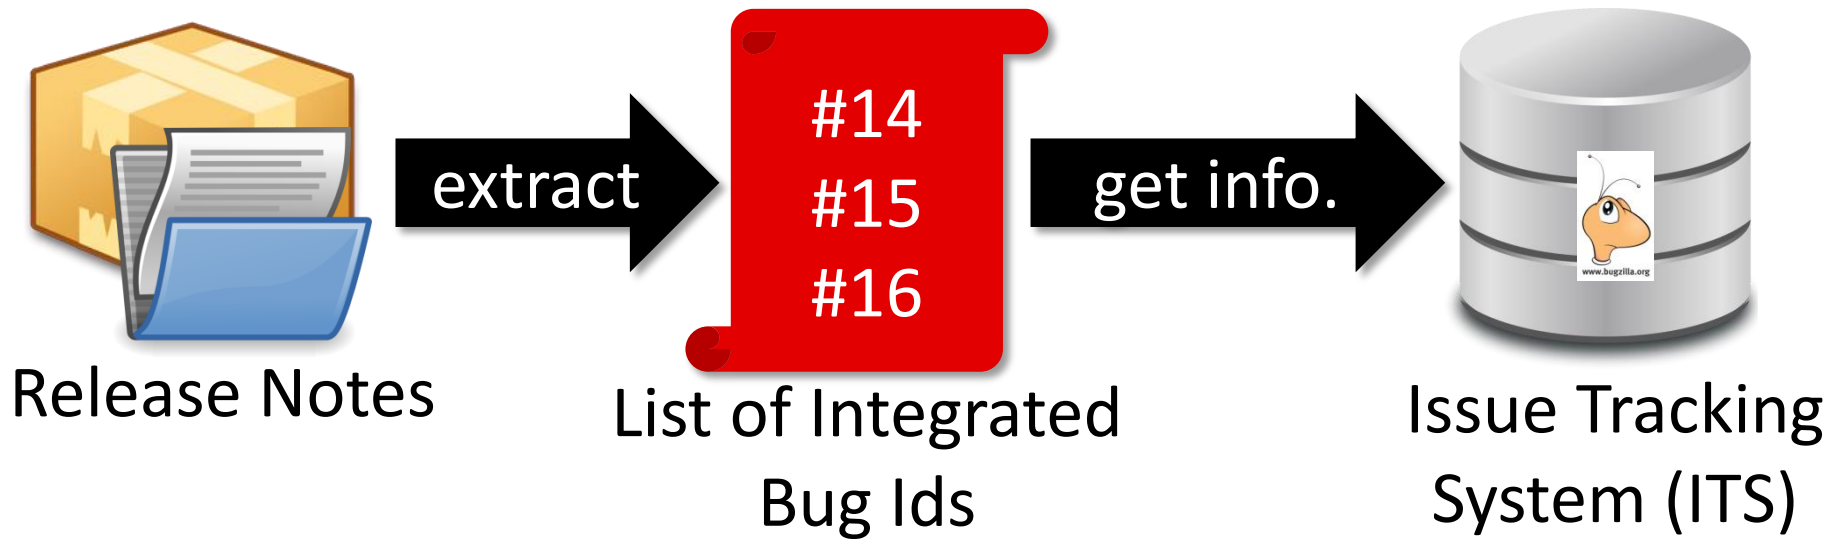 extract
#14
#15
#16
get info.
www.bugzilla.org
Release Notes
List of Integrated
Bug Ids
Issue Tracking
System (ITS)